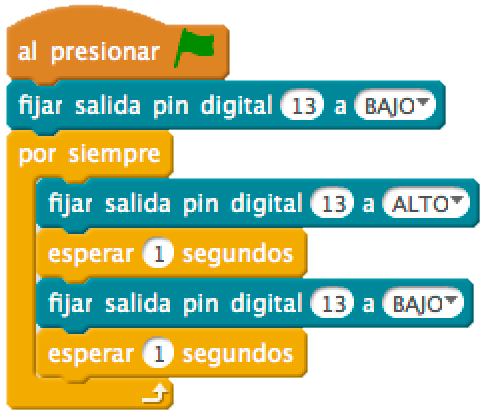 al presionar
fijar salida pin digital 13 a BAJO
por siempre
fijar salida pin digital 13 a ALTO
esperar 1 segundos
fijar salida pin digital 13 a BAJO
esperar 1 segundos